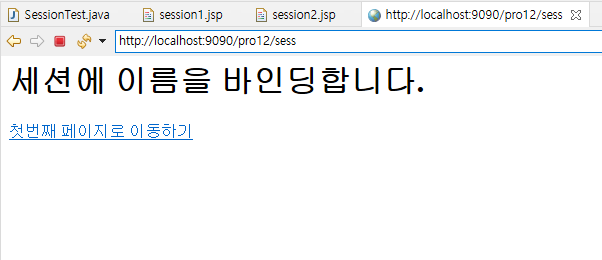 SessionTest.java session1.jsp session2.jsp http://localhost:9090/pro12/sess
http://localhost:9090/pro12/sess
세션에 이름을 바인딩합니다.
첫번째 페이지로 이동하기